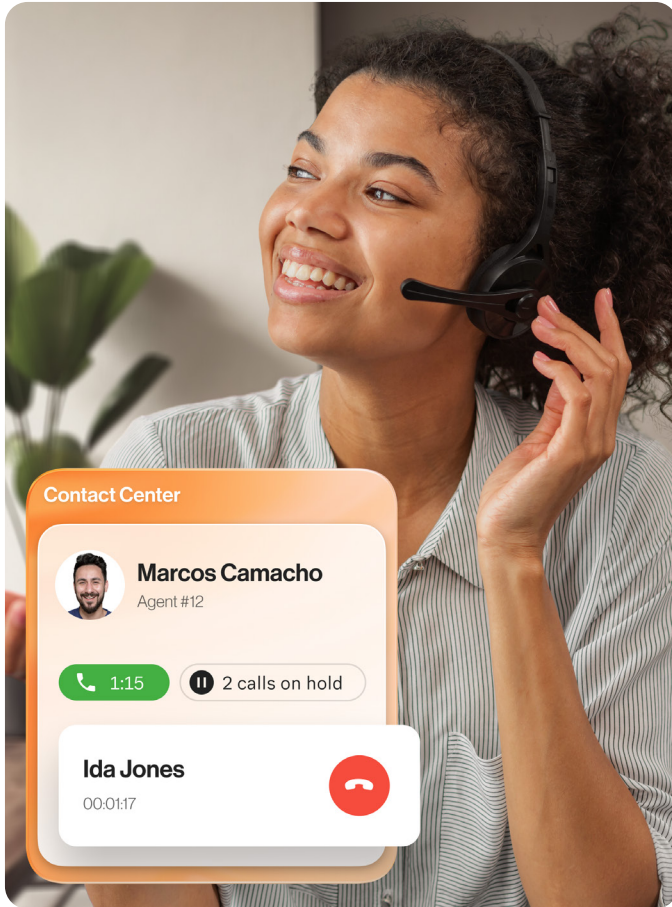 Contact Center
Marcos Camacho
Agent #12
1:15
2 calls on hold
Ida Jones
00:01:17